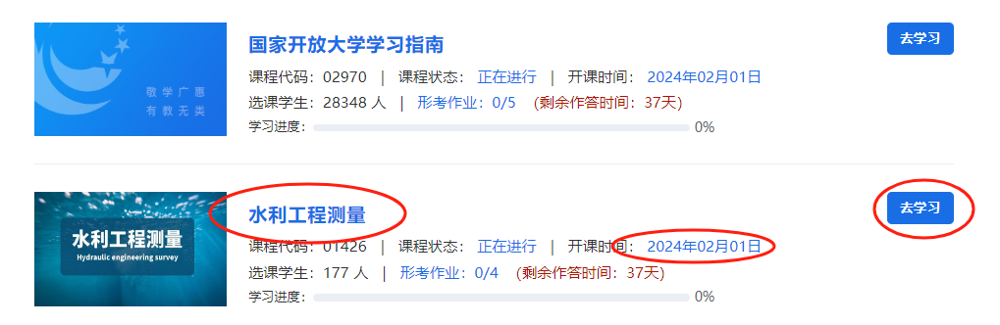 国家开放大学学习指南
去学习
课程代码：02970 | 课程状态： 正在进行 | 开课时间： 2024年02月01日
敬学广惠
有教无类
选课学生：28348 人 | 形考作业：0/5 (剩余作答时间：37天)
学习进度： 0%
水利工程测量
去学习
水利工程测量
Hydraulic engineering survey
课程代码：01426 | 课程状态： 正在进行 | 开课时间： 2024年02月01日
选课学生：177 人 | 形考作业：0/4 (剩余作答时间：37天)
学习进度： 0%